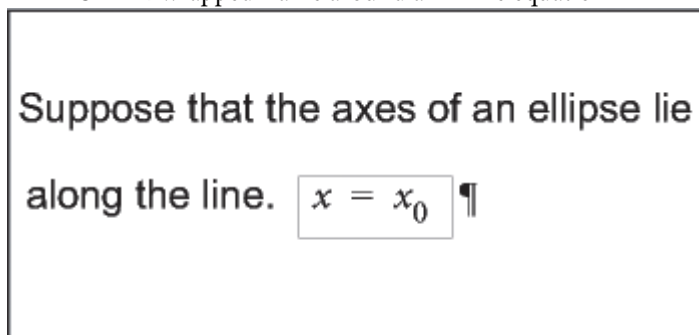 Suppose that the axes of an ellipse lie
along the line. x = x₀ ¶